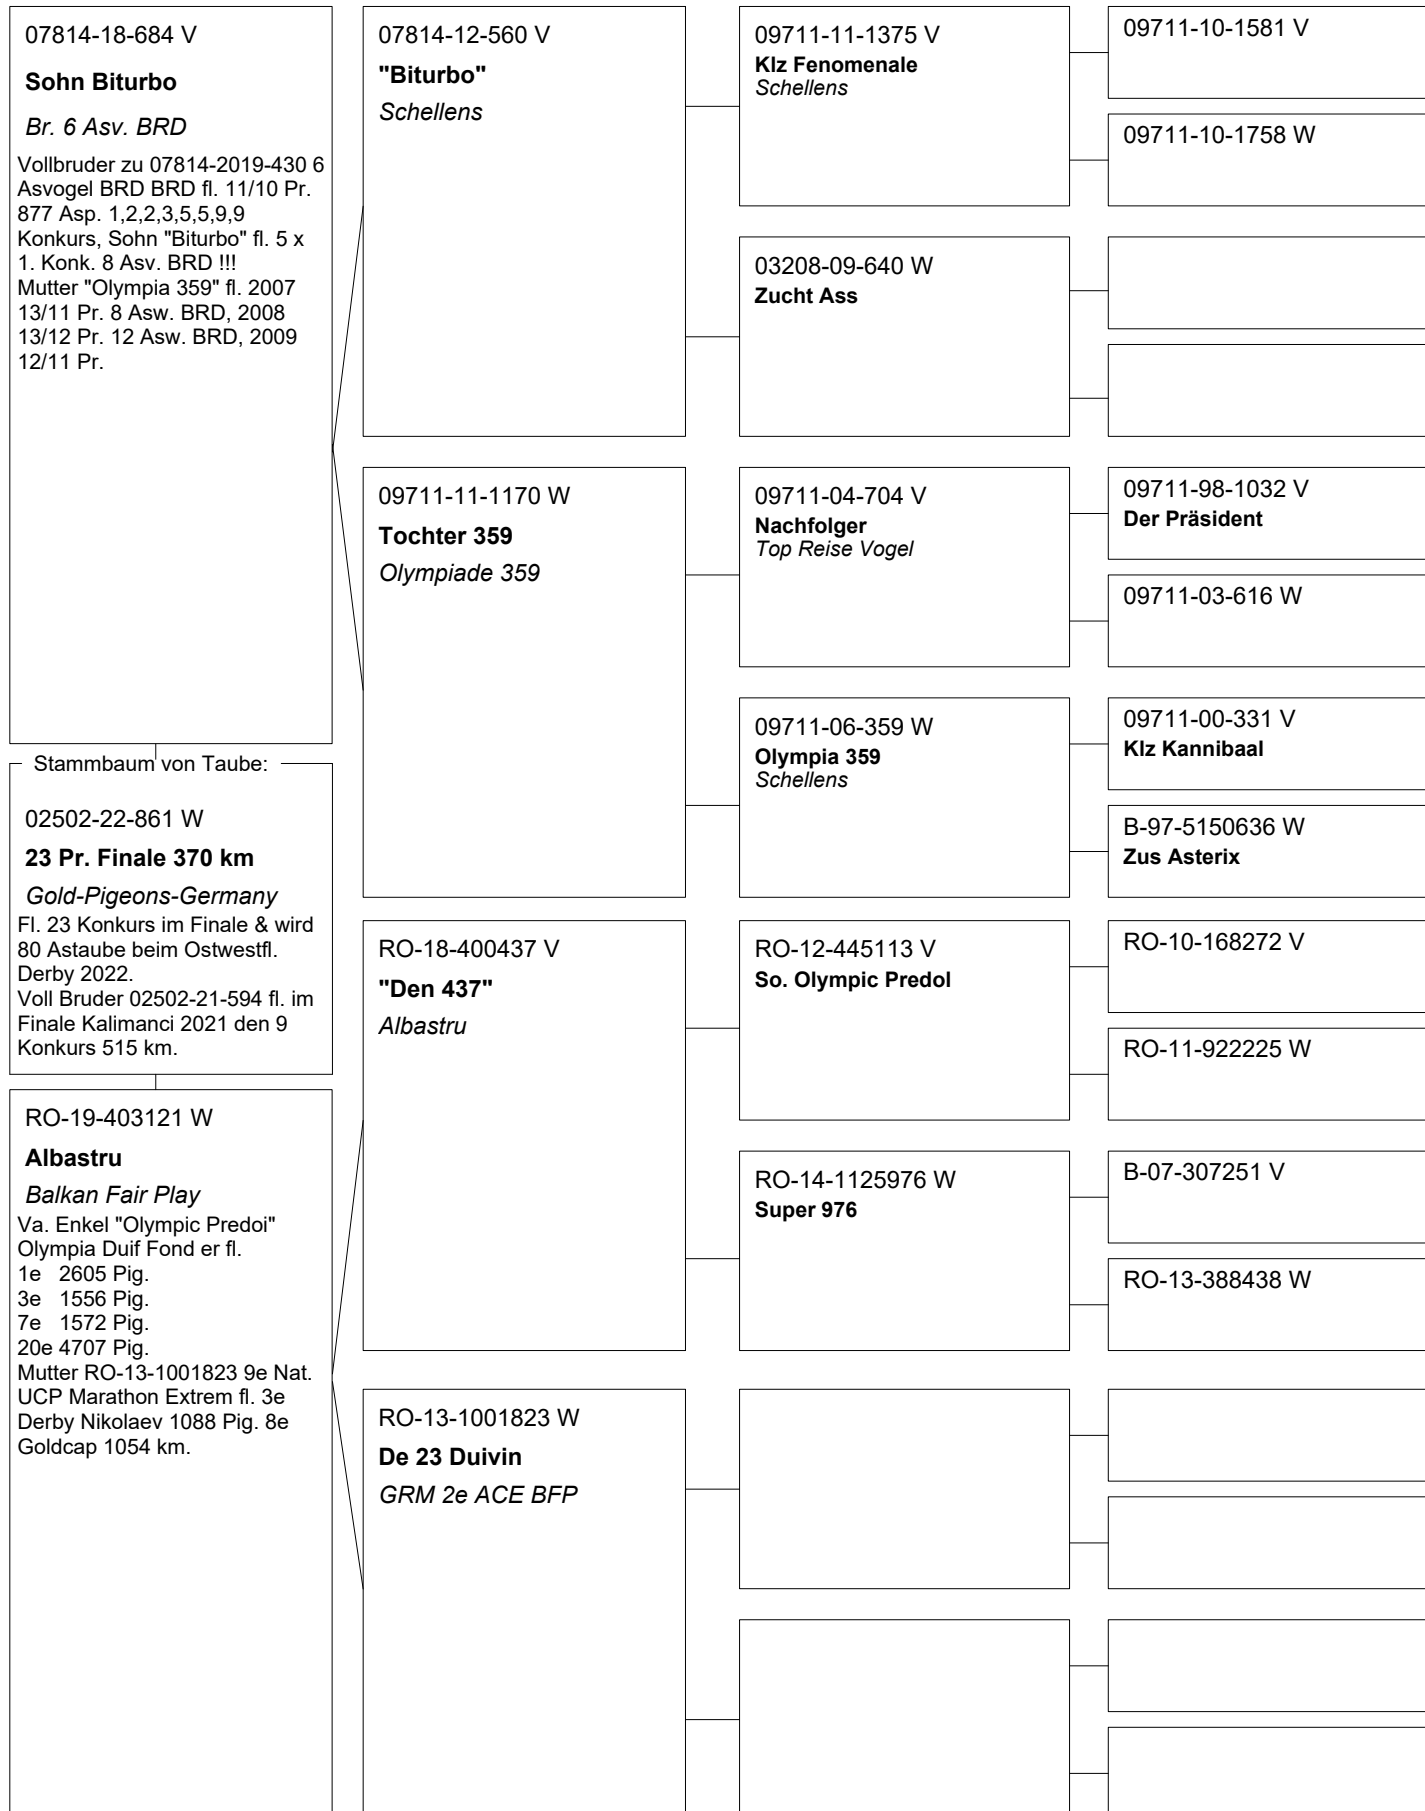 07814-18-684 V
Sohn Biturbo
Br. 6 Asv. BRD
Vollbruder zu 07814-2019-430 6
Asvogel BRD BRD fl. 11/10 Pr.
877 Asp. 1,2,2,3,5,5,9,9
Konkurs, Sohn "Biturbo" fl. 5 x
1. Konk. 8 Asv. BRD !!!
Mutter "Olympia 359" fl. 2007
13/11 Pr. 8 Asw. BRD, 2008
13/12 Pr. 12 Asw. BRD, 2009
12/11 Pr.
Stammbaum von Taube:
02502-22-861 W
23 Pr. Finale 370 km
Gold-Pigeons-Germany
Fl. 23 Konkurs im Finale & wird
80 Astaube beim Ostwestfl.
Derby 2022.
Voll Bruder 02502-21-594 fl. im
Finale Kalimanci 2021 den 9
Konkurs 515 km.
RO-19-403121 W
Albastru
Balkan Fair Play
Va. Enkel "Olympic Predoi"
Olympia Duif Fond er fl.
1e 2605 Pig.
3e 1556 Pig.
7e 1572 Pig.
20e 4707 Pig.
Mutter RO-13-1001823 9e Nat.
UCP Marathon Extrem fl. 3e
Derby Nikolaev 1088 Pig. 8e
Goldcap 1054 km.
07814-12-560 V
"Biturbo"
Schellens
09711-11-1170 W
Tochter 359
Olympiade 359
RO-18-400437 V
"Den 437"
Albastru
RO-13-1001823 W
De 23 Duivin
GRM 2e ACE BFP
09711-11-1375 V
Klz Fenomenale
Schellens
03208-09-640 W
Zucht Ass
09711-04-704 V
Nachfolger
Top Reise Vogel
09711-06-359 W
Olympia 359
Schellens
RO-12-445113 V
So. Olympic Predol
RO-14-1125976 W
Super 976
09711-10-1581 V
09711-10-1758 W
09711-98-1032 V
Der Präsident
09711-03-616 W
09711-00-331 V
Klz Kannibaal
B-97-5150636 W
Zus Asterix
RO-10-168272 V
RO-11-922225 W
B-07-307251 V
RO-13-388438 W